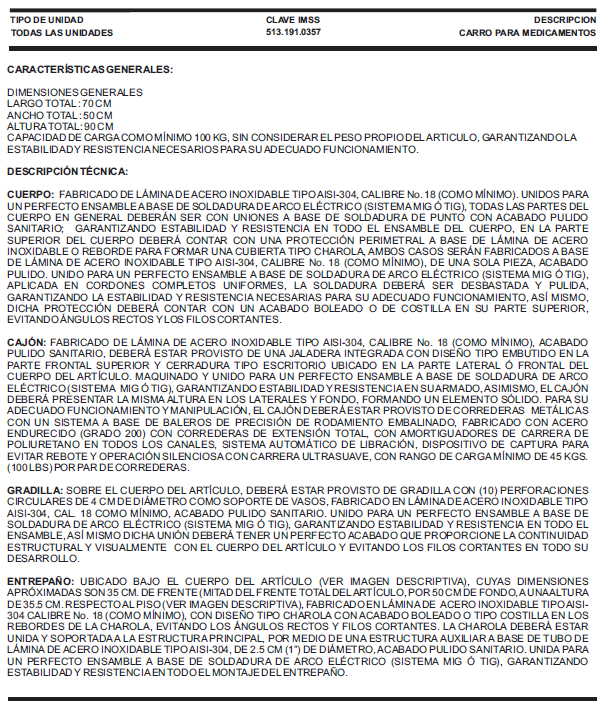 TIPO DE UNIDAD CLAVE IMSS DESCRIPCION
TODAS LAS UNIDADES 513.191.0357 CARRO PARA MEDICAMENTOS
CARACTERÍSTICAS GENERALES:
DIMENSIONES GENERALES
LARGO TOTAL: 70 CM
ANCHO TOTAL: 50 CM
ALTURA TOTAL: 90 CM
CAPACIDAD DE CARGA COMO MÍNIMO 100 KG, SIN CONSIDERAR EL PESO PROPIO DEL ARTICULO, GARANTIZANDO LA
ESTABILIDAD Y RESISTENCIA NECESARIOS PARA SU ADECUADO FUNCIONAMIENTO.
DESCRIPCIÓN TÉCNICA:
CUERPO: FABRICADO DE LÁMINA DE ACERO INOXIDABLE TIPO AISI-304, CALIBRE No. 18 (COMO MÍNIMO). UNIDOS PARA
UN PERFECTO ENSAMBLE A BASE DE SOLDADURA DE ARCO ELÉCTRICO (SISTEMA MIG Ó TIG), TODAS LAS PARTES DEL
CUERPO EN GENERAL DEBERÁN SER CON UNIONES A BASE DE SOLDADURA DE PUNTO CON ACABADO PULIDO
SANITARIO; GARANTIZANDO ESTABILIDAD Y RESISTENCIA EN TODO EL ENSAMBLE DEL CUERPO, EN LA PARTE
SUPERIOR DEL CUERPO DEBERÁ CONTAR CON UNA PROTECCIÓN PERIMETRAL A BASE DE LÁMINA DE ACERO
INOXIDABLE O REBORDE PARA FORMAR UNA CUBIERTA TIPO CHAROLA, AMBOS CASOS SERÁN FABRICADOS A BASE
DE LÁMINA DE ACERO INOXIDABLE TIPO AISI-304, CALIBRE No. 18 (COMO MÍNIMO), DE UNA SOLA PIEZA, ACABADO
PULIDO. UNIDO PARA UN PERFECTO ENSAMBLE A BASE DE SOLDADURA DE ARCO ELÉCTRICO (SISTEMA MIG Ó TIG),
APLICADA EN CORDONES COMPLETOS UNIFORMES, LA SOLDADURA DEBERÁ SER DESBASTADA Y PULIDA,
GARANTIZANDO LA ESTABILIDAD Y RESISTENCIA NECESARIAS PARA SU ADECUADO FUNCIONAMIENTO, ASÍ MISMO,
DICHA PROTECCIÓN DEBERÁ CONTAR CON UN ACABADO BOLEADO O DE COSTILLA EN SU PARTE SUPERIOR,
EVITANDO ÁNGULOS RECTOS Y LOS FILOS CORTANTES.
CAJÓN: FABRICADO DE LÁMINA DE ACERO INOXIDABLE TIPO AISI-304, CALIBRE No. 18 (COMO MÍNIMO), ACABADO
PULIDO SANITARIO, DEBERÁ ESTAR PROVISTO DE UNA JALADERA INTEGRADA CON DISEÑO TIPO EMBUTIDO EN LA
PARTE FRONTAL SUPERIOR Y CERRADURA TIPO ESCRITORIO UBICADO EN LA PARTE LATERAL Ó FRONTAL DEL
CUERPO DEL ARTÍCULO. MAQUINADO Y UNIDO PARA UN PERFECTO ENSAMBLE A BASE DE SOLDADURA DE ARCO
ELÉCTRICO (SISTEMA MIG Ó TIG), GARANTIZANDO ESTABILIDAD Y RESISTENCIA EN SU ARMADO, ASIMISMO, EL CAJÓN
DEBERÁ PRESENTAR LA MISMA ALTURA EN LOS LATERALES Y FONDO, FORMANDO UN ELEMENTO SÓLIDO. PARA SU
ADECUADO FUNCIONAMIENTO Y MANIPULACIÓN, EL CAJÓN DEBERÁ ESTAR PROVISTO DE CORREDERAS METÁLICAS
CON UN SISTEMA A BASE DE BALEROS DE PRECISIÓN DE RODAMIENTO EMBALINADO, FABRICADO CON ACERO
ENDURECIDO (GRADO 200) CON CORREDERAS DE EXTENSIÓN TOTAL, CON AMORTIGUADORES DE CARRERA DE
POLIURETANO EN TODOS LOS CANALES, SISTEMA AUTOMÁTICO DE LIBRACIÓN, DISPOSITIVO DE CAPTURA PARA
EVITAR REBOTE Y OPERACIÓN SILENCIOSA CON CARRERA ULTRASUAVE, CON RANGO DE CARGA MÍNIMO DE 45 KGS.
(100 LBS) POR PAR DE CORREDERAS.
GRADILLA: SOBRE EL CUERPO DEL ARTÍCULO, DEBERÁ ESTAR PROVISTO DE GRADILLA CON (10) PERFORACIONES
CIRCULARES DE 4 CM DE DIÁMETRO COMO SOPORTE DE VASOS, FABRICADO EN LÁMINA DE ACERO INOXIDABLE TIPO
AISI-304, CAL. 18 COMO MÍNIMO, ACABADO PULIDO SANITARIO. UNIDO PARA UN PERFECTO ENSAMBLE A BASE DE
SOLDADURA DE ARCO ELÉCTRICO (SISTEMA MIG Ó TIG), GARANTIZANDO ESTABILIDAD Y RESISTENCIA EN TODO EL
ENSAMBLE, ASÍ MISMO DICHA UNIÓN DEBERÁ TENER UN PERFECTO ACABADO QUE PROPORCIONE LA CONTINUIDAD
ESTRUCTURAL Y VISUALMENTE CON EL CUERPO DEL ARTÍCULO Y EVITANDO LOS FILOS CORTANTES EN TODO SU
DESARROLLO.
ENTREPAÑO: UBICADO BAJO EL CUERPO DEL ARTÍCULO (VER IMAGEN DESCRIPTIVA), CUYAS DIMENSIONES
APRÓXIMADAS SON 35 CM. DE FRENTE (MITAD DEL FRENTE TOTAL DEL ARTÍCULO, POR 50 CM DE FONDO, A UNA ALTURA
DE 35.5 CM. RESPECTO AL PISO (VER IMAGEN DESCRIPTIVA), FABRICADO EN LÁMINA DE ACERO INOXIDABLE TIPO AISI-
304 CALIBRE No. 18 (COMO MÍNIMO), CON DISEÑO TIPO CHAROLA CON ACABADO BOLEADO O TIPO COSTILLA EN LOS
REBORDES DE LA CHAROLA, EVITANDO LOS ÁNGULOS RECTOS Y FILOS CORTANTES. LA CHAROLA DEBERÁ ESTAR
UNIDA Y SOPORTADA A LA ESTRUCTURA PRINCIPAL, POR MEDIO DE UNA ESTRUCTURA AUXILIAR A BASE DE TUBO DE
LÁMINA DE ACERO INOXIDABLE TIPO AISI-304, DE 2.5 CM (1") DE DIÁMETRO, ACABADO PULIDO SANITARIO. UNIDA PARA
UN PERFECTO ENSAMBLE A BASE DE SOLDADURA DE ARCO ELÉCTRICO (SISTEMA MIG Ó TIG), GARANTIZANDO
ESTABILIDAD Y RESISTENCIA EN TODO EL MONTAJE DEL ENTREPAÑO.